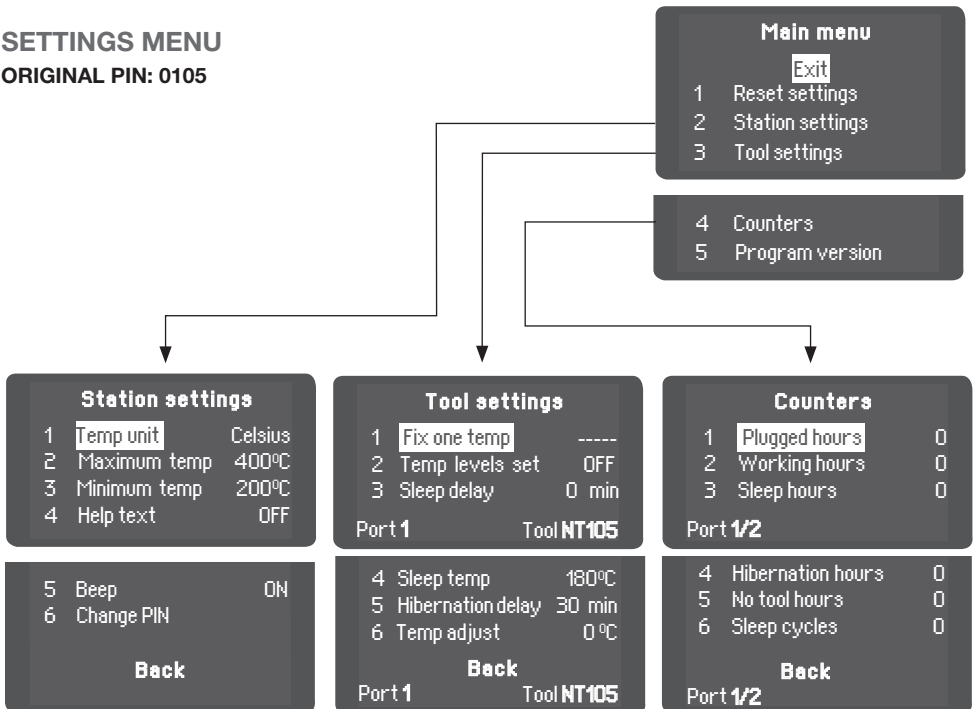 SETTINGS MENU
ORIGINAL PIN: 0105
Main menu
Exit
1 Reset settings
2 Station settings
3 Tool settings
4 Counters
5 Program version
Station settings
1 Temp unit Celsius
2 Maximum temp 400ºC
3 Minimum temp 200ºC
4 Help text OFF
5 Beep ON
6 Change PIN
Back
Tool settings
1 Fix one temp -----
2 Temp levels set OFF
3 Sleep delay 0 min
Port 1 Tool NT105
4 Sleep temp 180ºC
5 Hibernation delay 30 min
6 Temp adjust 0 ºC
Back
Port 1 Tool NT105
Counters
1 Plugged hours 0
2 Working hours 0
3 Sleep hours 0
Port 1/2
4 Hibernation hours 0
5 No tool hours 0
6 Sleep cycles 0
Back
Port 1/2